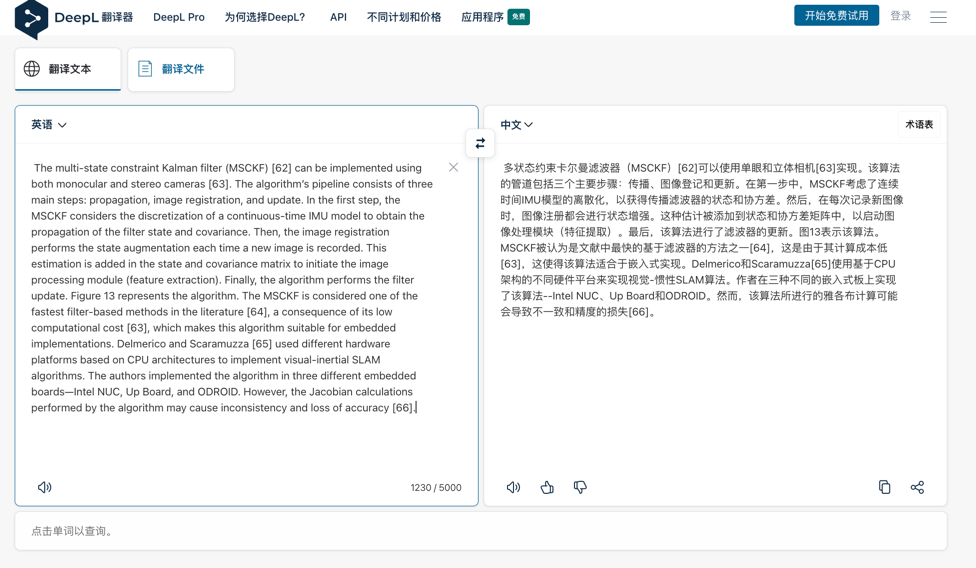 DeepL 翻译器 DeepL Pro 为何选择DeepL? API 不同计划和价格 应用程序 免费 开始免费试用 登录
翻译文本 翻译文件
英语
The multi-state constraint Kalman filter (MSCKF) [62] can be implemented using
both monocular and stereo cameras [63]. The algorithm's pipeline consists of three
main steps: propagation, image registration, and update. In the first step, the
MSCKF considers the discretization of a continuous-time IMU model to obtain the
propagation of the filter state and covariance. Then, the image registration
performs the state augmentation each time a new image is recorded. This
estimation is added in the state and covariance matrix to initiate the image
processing module (feature extraction). Finally, the algorithm performs the filter
update. Figure 13 represents the algorithm. The MSCKF is considered one of the
fastest filter-based methods in the literature [64], a consequence of its low
computational cost [63], which makes this algorithm suitable for embedded
implementations. Delmerico and Scaramuzza [65] used different hardware
platforms based on CPU architectures to implement visual-inertial SLAM
algorithms. The authors implemented the algorithm in three different embedded
boards—Intel NUC, Up Board, and ODROID. However, the Jacobian calculations
performed by the algorithm may cause inconsistency and loss of accuracy [66].
1230 / 5000
中文 术语表
多状态约束卡尔曼滤波器（MSCKF）[62]可以使用单眼和立体相机[63]实现。该算法
的管道包括三个主要步骤：传播、图像登记和更新。在第一步中，MSCKF考虑了连续
时间IMU模型的离散化，以获得传播滤波器的状态和协方差。然后，在每次记录新图像
时，图像注册都会进行状态增强。这种估计被添加到状态和协方差矩阵中，以启动图
像处理模块（特征提取）。最后，该算法进行了滤波器的更新。图13表示该算法。
MSCKF被认为是文献中最快的基于滤波器的方法之一[64]，这是由于其计算成本低
[63]，这使得该算法适合于嵌入式实现。Delmerico和Scaramuzza[65]使用基于CPU
架构的不同硬件平台来实现视觉-惯性SLAM算法。作者在三种不同的嵌入式板上实现
了该算法--Intel NUC、Up Board和ODROID。然而，该算法所进行的雅各布计算可能
会导致不一致和精度的损失[66]。
点击单词以查询。